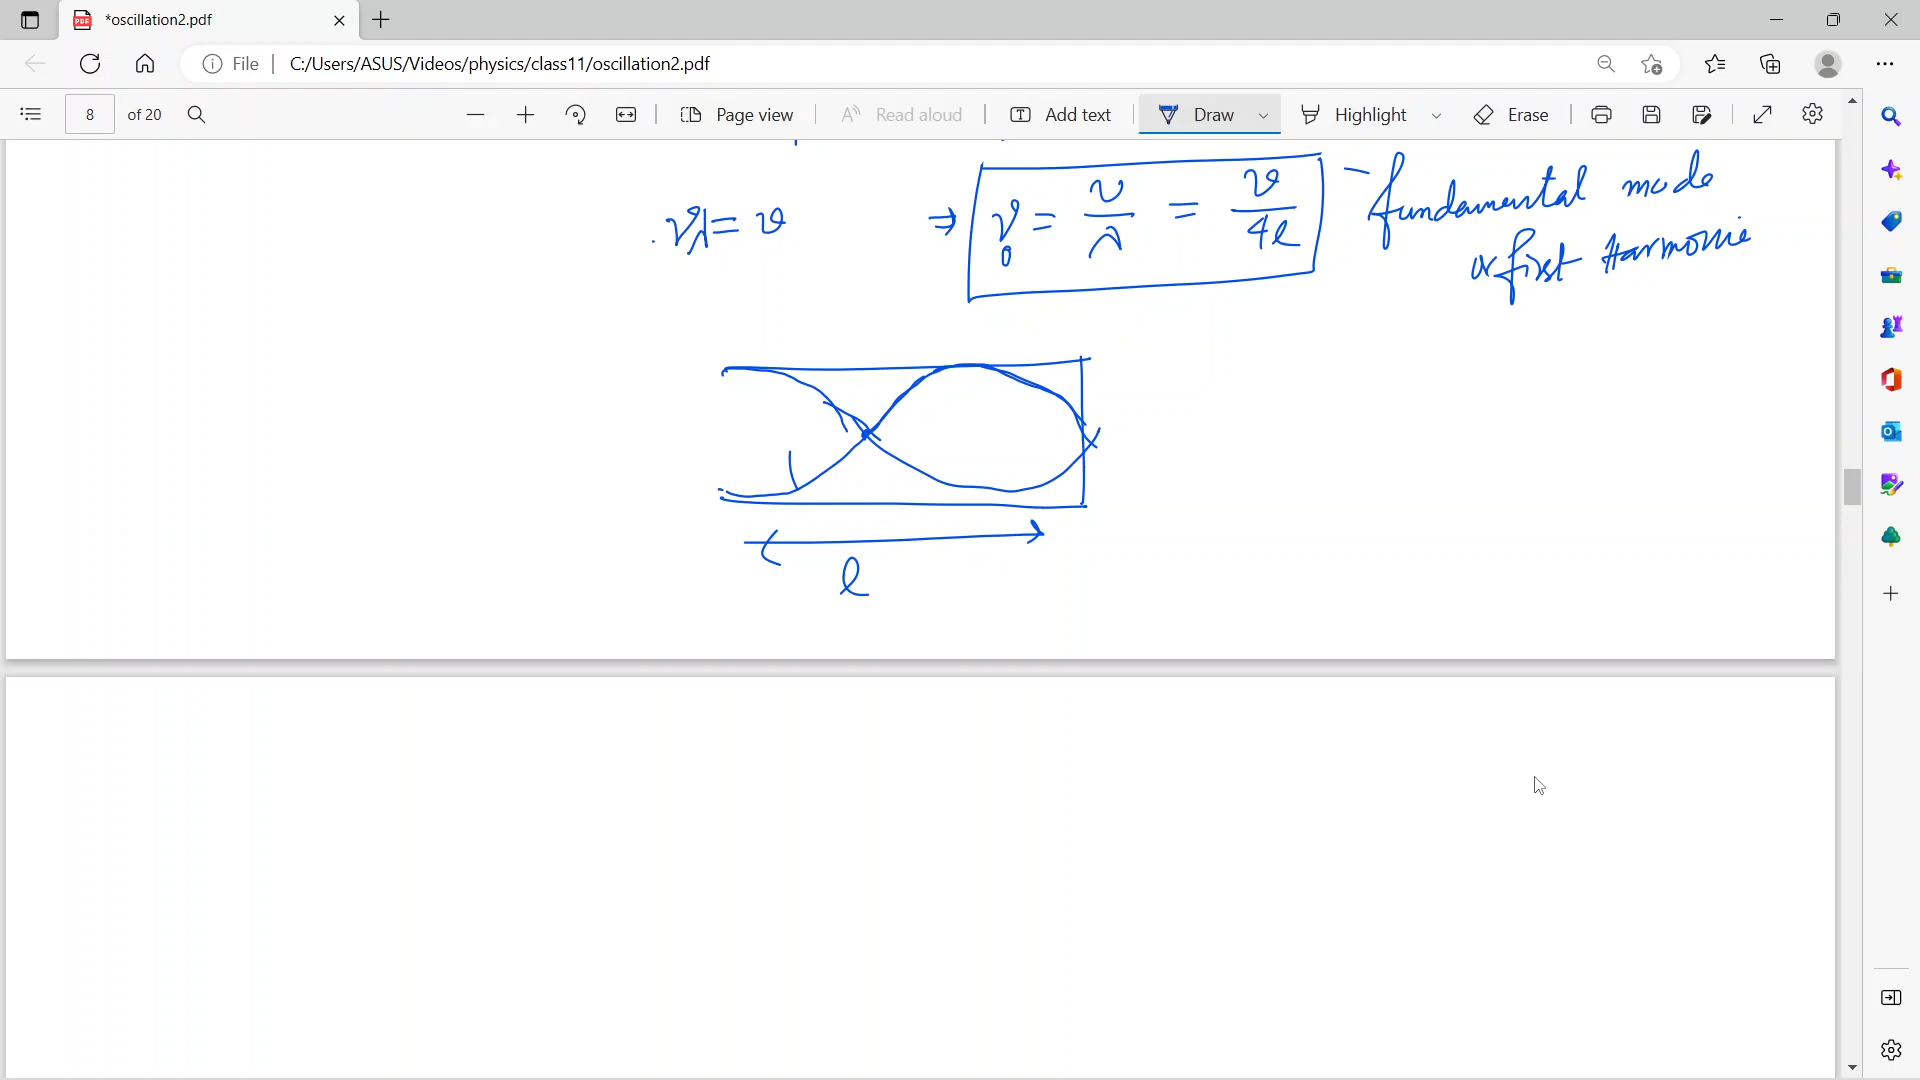 *oscillation2.pdf
File | C:/Users/ASUS/Videos/physics/class11/oscillation2.pdf
8 of 20 Page view Read aloud Add text Draw Highlight Erase
νλ = v ⇒ ν₀ = v/λ = v/4l – fundamental mode
or first Harmonic
l